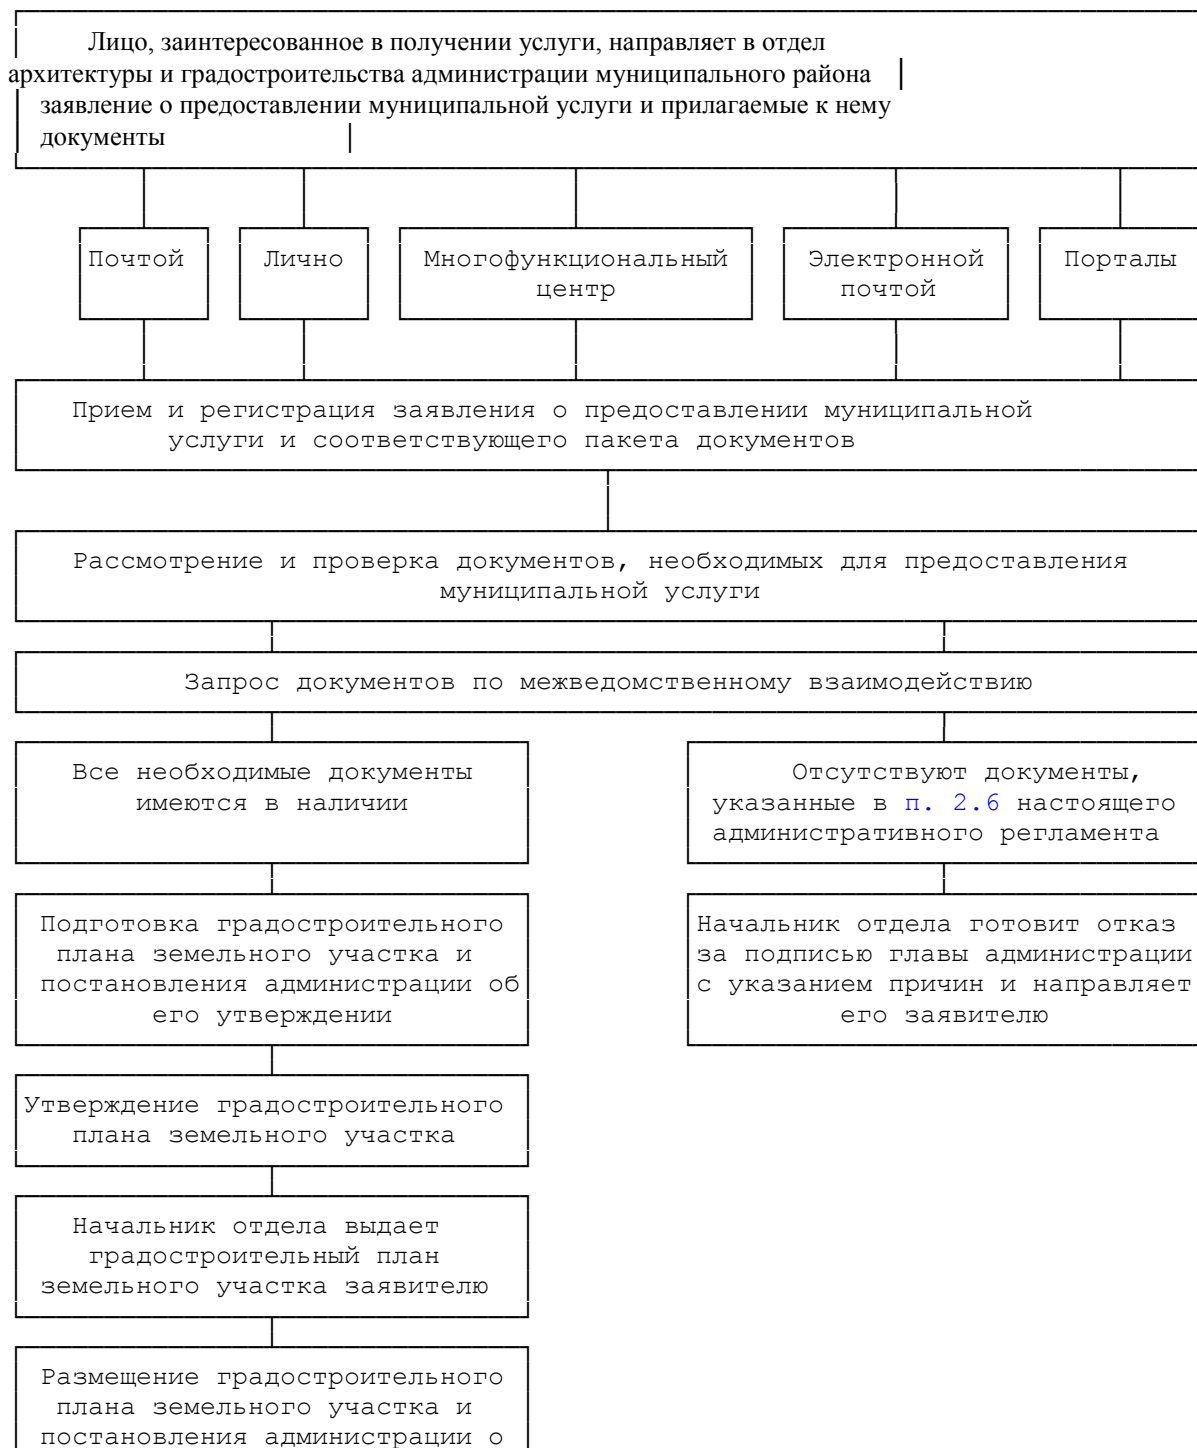 Лицо, заинтересованное в получении услуги, направляет в отдел
архитектуры и градостроительства администрации муниципального района
заявление о предоставлении муниципальной услуги и прилагаемые к нему
документы
Почтой
Лично
Многофункциональный
центр
Электронной
почтой
Порталы
Прием и регистрация заявления о предоставлении муниципальной
услуги и соответствующего пакета документов
Рассмотрение и проверка документов, необходимых для предоставления
муниципальной услуги
Запрос документов по межведомственному взаимодействию
Все необходимые документы
имеются в наличии
Отсутствуют документы,
указанные в п. 2.6 настоящего
административного регламента
Подготовка градостроительного
плана земельного участка и
постановления администрации об
его утверждении
Начальник отдела готовит отказ
за подписью главы администрации
с указанием причин и направляет
его заявителю
Утверждение градостроительного
плана земельного участка
Начальник отдела выдает
градостроительный план
земельного участка заявителю
Размещение градостроительного
плана земельного участка и
постановления администрации о